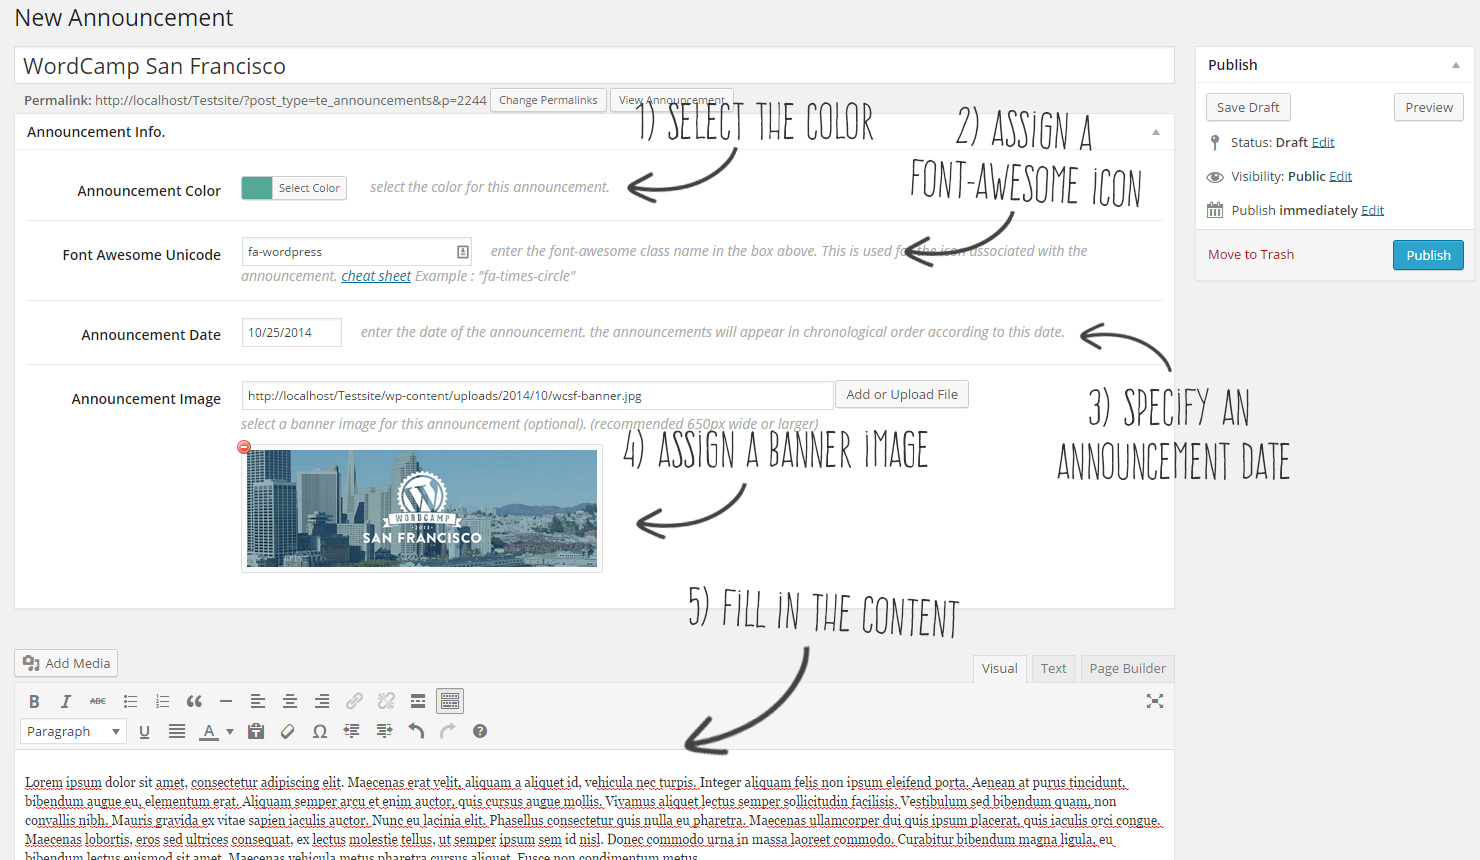 New Announcement
WordCamp San Francisco
Permalink: http://localhost/Testsite/?post_type=te_announcements&p=2244 Change Permalinks View Announcement
Announcement Info.
1) SELECT THE COLOR
2) ASSIGN A
FONT-AWESOME ICON
Announcement Color Select Color select the color for this announcement.
Font Awesome Unicode fa-wordpress enter the font-awesome class name in the box above. This is used for the icon associated with the
announcement. cheat sheet Example : "fa-times-circle"
Announcement Date 10/25/2014 enter the date of the announcement. the announcements will appear in chronological order according to this date.
3) SPECIFY AN
ANNOUNCEMENT DATE
Announcement Image http://localhost/Testsite/wp-content/uploads/2014/10/wcsf-banner.jpg Add or Upload File
select a banner image for this announcement (optional). (recommended 650px wide or larger)
4) ASSIGN A BANNER IMAGE
WORDCAMP
2013
SAN FRANCISCO
5) FILL IN THE CONTENT
Publish
Save Draft Preview
Status: Draft Edit
Visibility: Public Edit
Publish immediately Edit
Move to Trash Publish
Add Media Visual Text Page Builder
B I ABC
Paragraph U A T Ω ?
Lorem ipsum dolor sit amet, consectetur adipiscing elit. Maecenas erat velit, aliquam a aliquet id, vehicula nec turpis. Integer aliquam felis non ipsum eleifend porta. Aenean at purus tincidunt,
bibendum augue eu, elementum erat. Aliquam semper arcu et enim auctor, quis cursus augue mollis. Vivamus aliquet lectus semper sollicitudin facilisis. Vestibulum sed bibendum quam, non
convallis nibh. Mauris gravida ex vitae sapien iaculis auctor. Nunc eu lacinia elit. Phasellus consectetur quis nulla eu pharetra. Maecenas ullamcorper dui quis ipsum placerat, quis iaculis orci congue.
Maecenas lobortis, eros sed ultrices consequat, ex lectus molestie tellus, ut semper ipsum sem id nisl. Donec commodo urna in massa laoreet commodo. Curabitur bibendum magna ligula, eu
bibendum lectus euismod sit amet. Maecenas vehicula metus pharetra cursus aliquet. Fusce non condimentum metus.